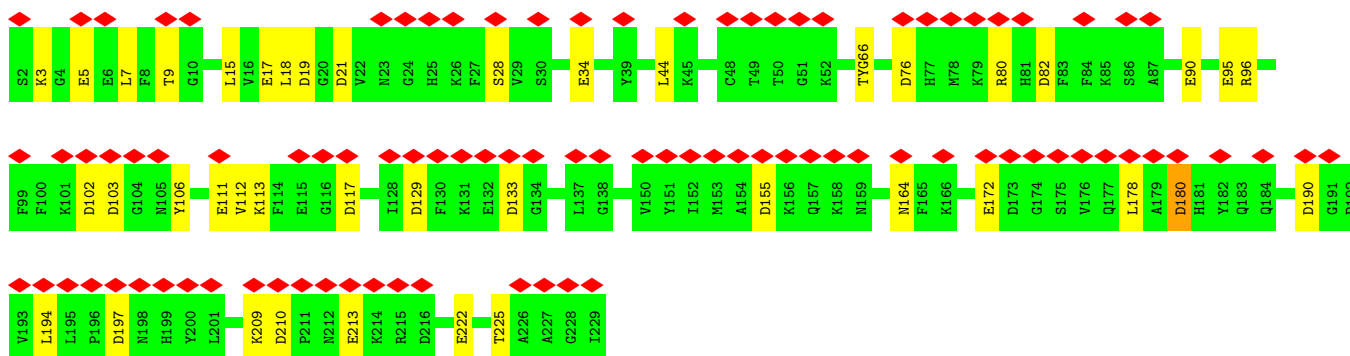 S2 K3 G4 E5 E6 L7 F8 T9 G10 L15 V16 E17 L18 D19 G20 D21 V22 N23 G24 H25 K26 F27 S28 V29 S30 E34 Y39 L44 K45 C48 T49 T50 G51 K52 TYG66 D76 H77 M78 K79 R80 H81 D82 F83 F84 K85 S86 A87 E90 E95 R96
F99 F100 K101 D102 D103 G104 N105 Y106 E111 V112 K113 F114 E115 G116 D117 I128 D129 F130 K131 E132 D133 G134 L137 G138 V150 Y151 I152 M153 A154 D155 K156 Q157 K158 N159 N164 F165 K166 E172 D173 G174 S175 V176 Q177 L178 A179 D180 H181 Y182 Q183 Q184 D190 G191
V193 L194 L195 P196 D197 N198 H199 Y200 L201 K209 D210 P211 N212 E213 K214 R215 D216 E222 T225 A226 A227 G228 I229